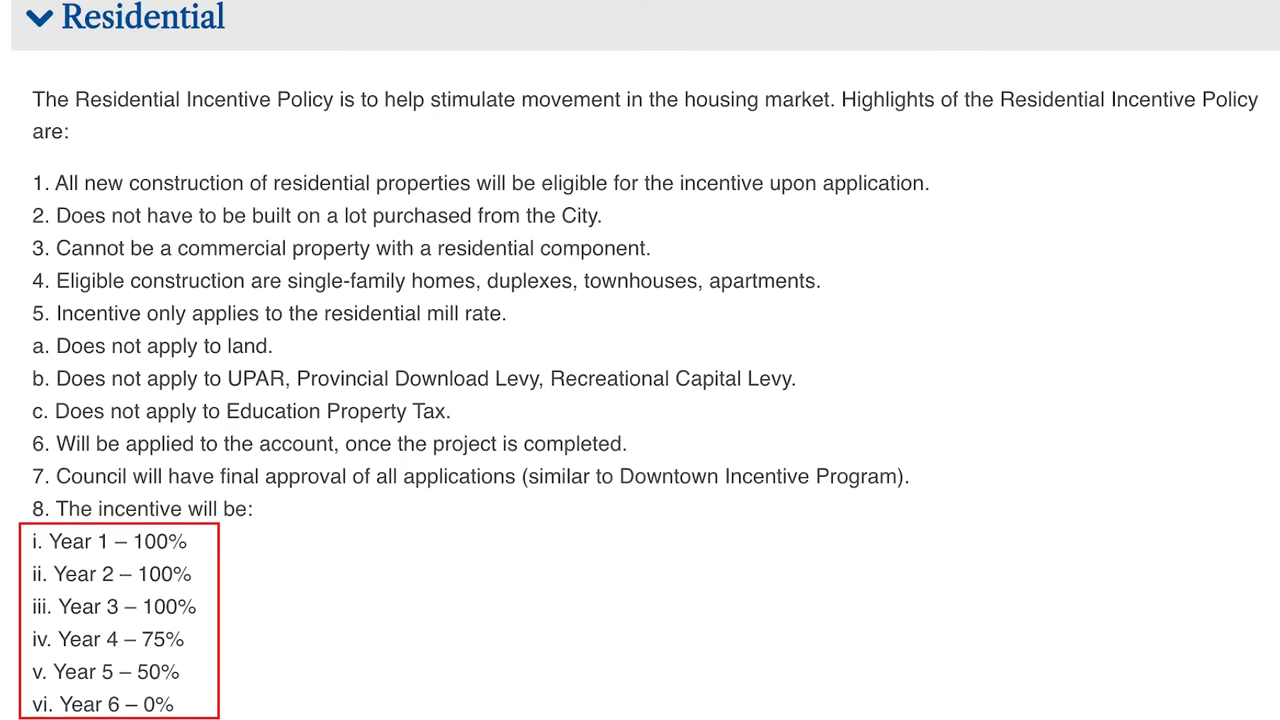 Residential
The Residential Incentive Policy is to help stimulate movement in the housing market. Highlights of the Residential Incentive Policy
are:
1. All new construction of residential properties will be eligible for the incentive upon application.
2. Does not have to be built on a lot purchased from the City.
3. Cannot be a commercial property with a residential component.
4. Eligible construction are single-family homes, duplexes, townhouses, apartments.
5. Incentive only applies to the residential mill rate.
a. Does not apply to land.
b. Does not apply to UPAR, Provincial Download Levy, Recreational Capital Levy.
c. Does not apply to Education Property Tax.
6. Will be applied to the account, once the project is completed.
7. Council will have final approval of all applications (similar to Downtown Incentive Program).
8. The incentive will be:
i. Year 1 – 100%
ii. Year 2 – 100%
iii. Year 3 – 100%
iv. Year 4 – 75%
v. Year 5 – 50%
vi. Year 6 – 0%